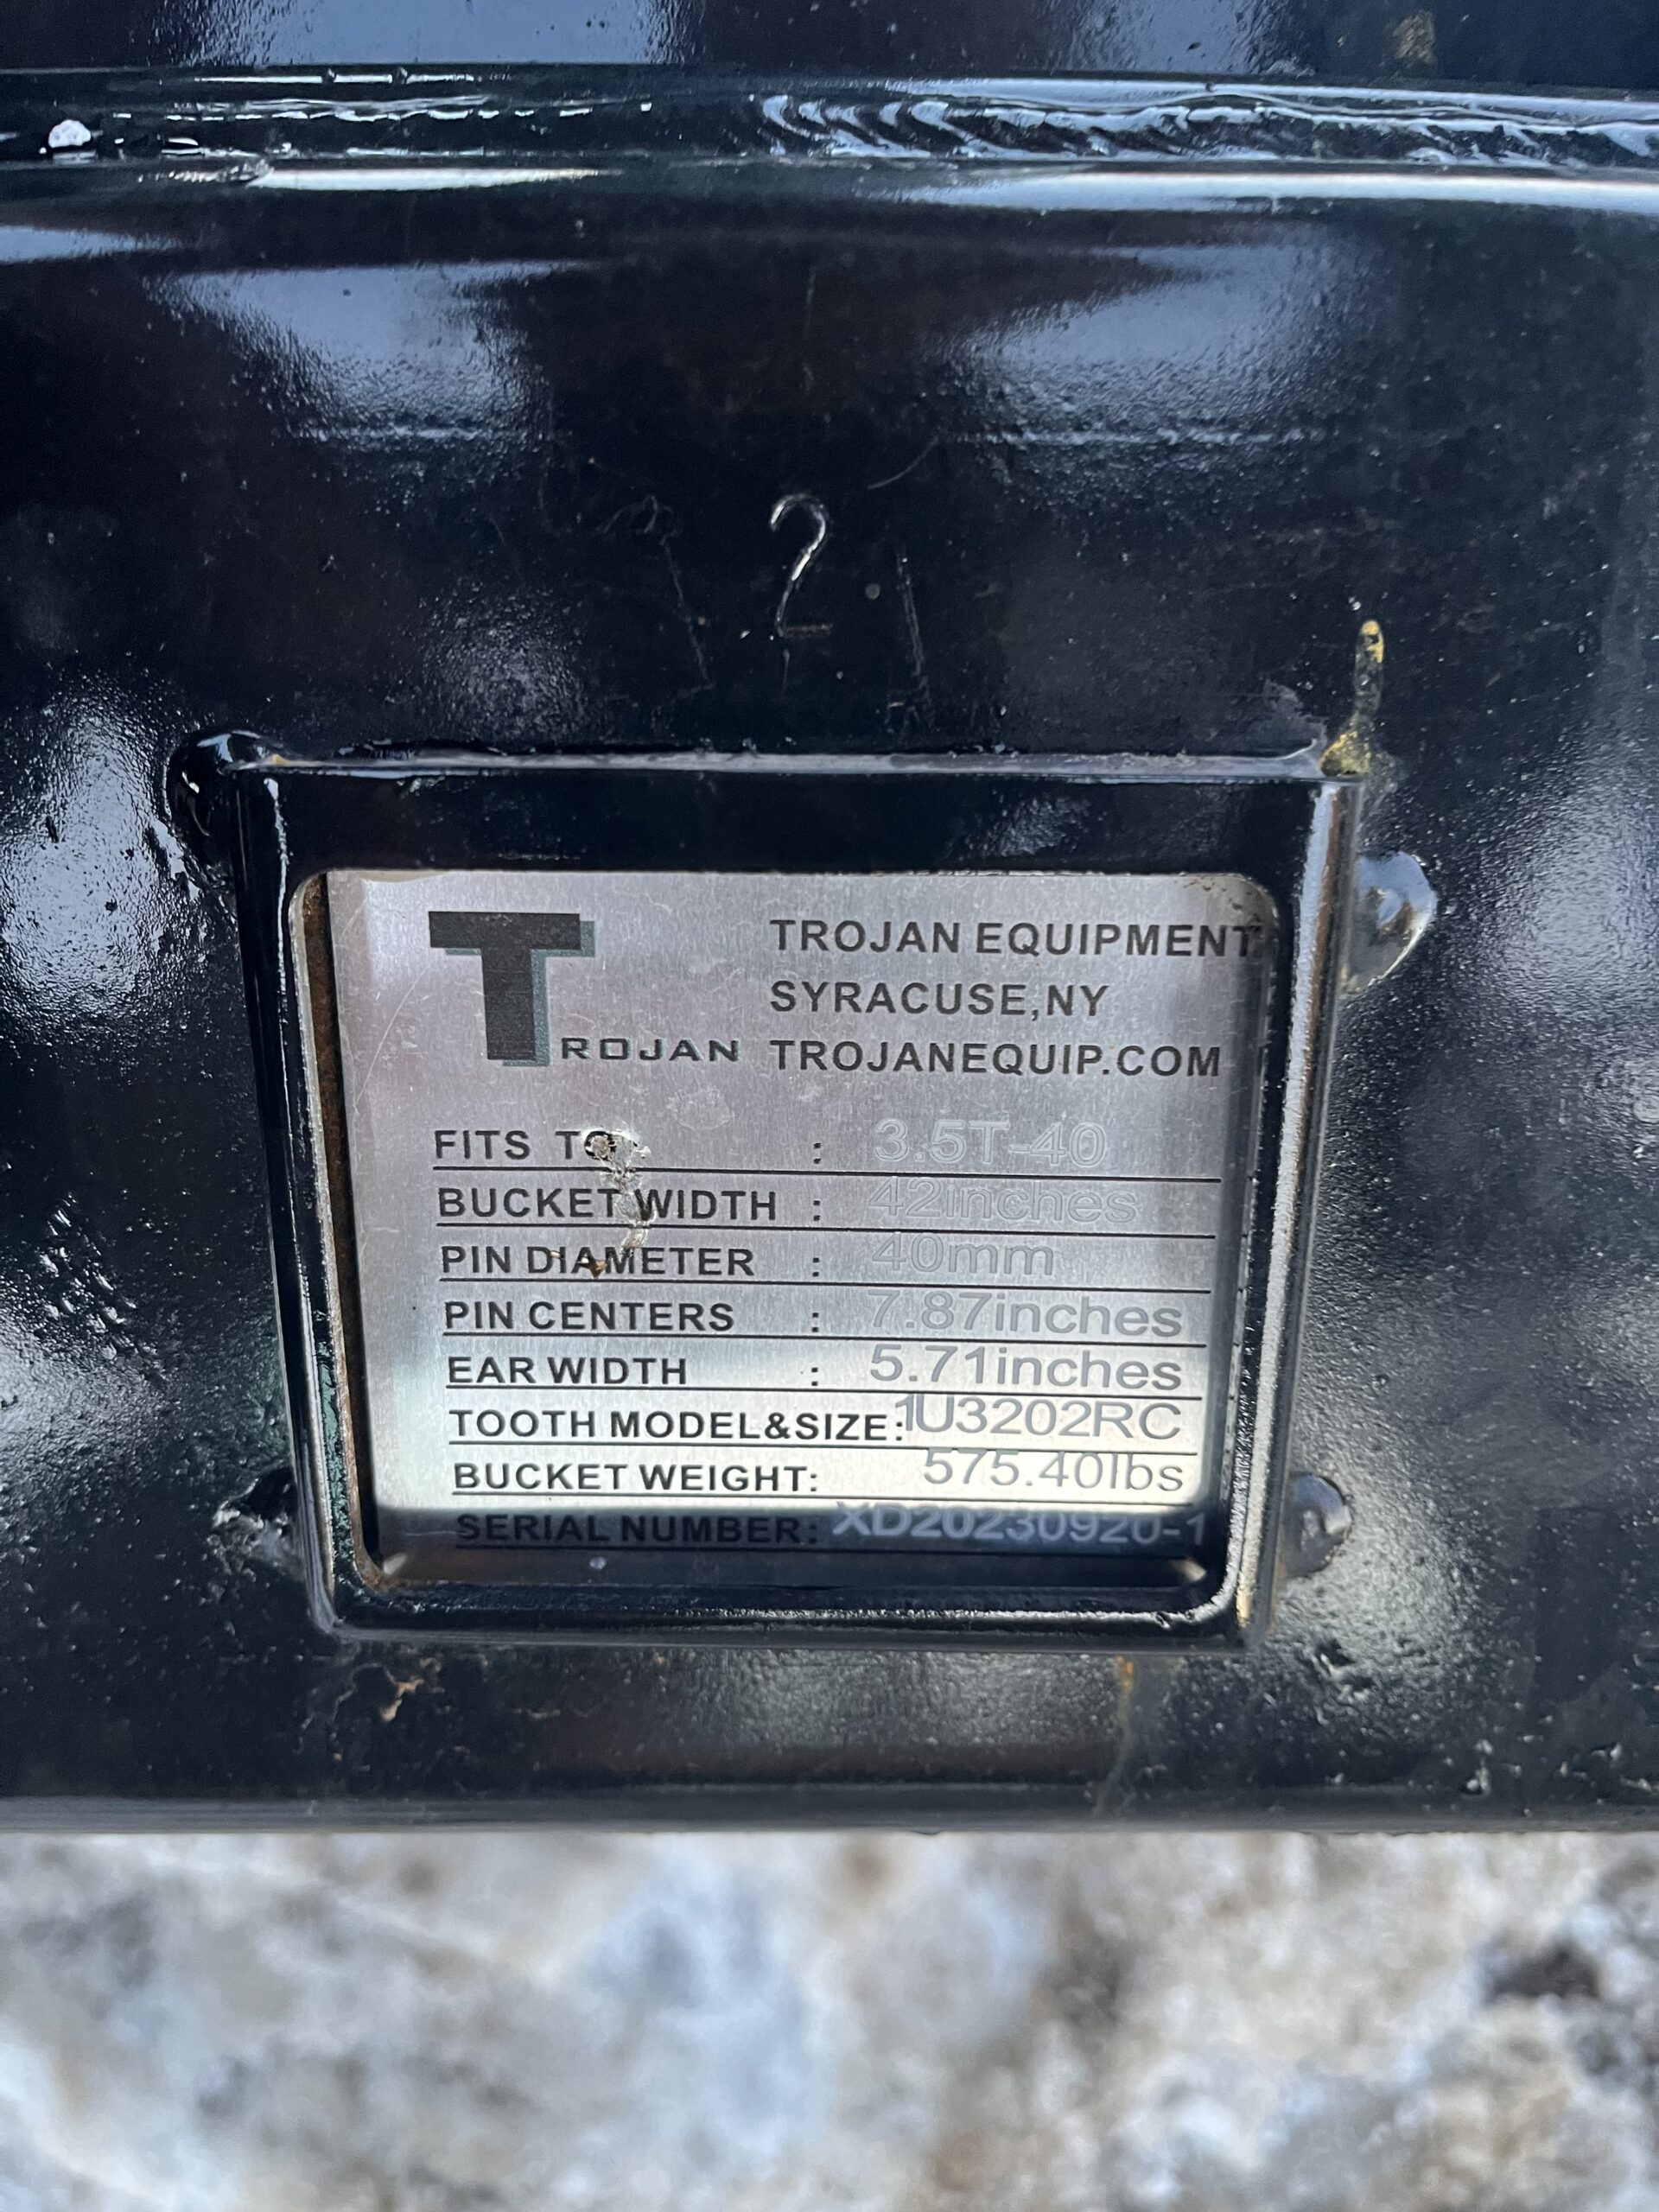 2
TROJAN
TROJAN EQUIPMENT
SYRACUSE,NY
TROJANEQUIP.COM
FITS TO : 3.5T-40
BUCKET WIDTH : 42inches
PIN DIAMETER : 40mm
PIN CENTERS : 7.87inches
EAR WIDTH : 5.71inches
TOOTH MODEL&SIZE: 1U3202RC
BUCKET WEIGHT: 575.40lbs
SERIAL NUMBER: XD20230920-1